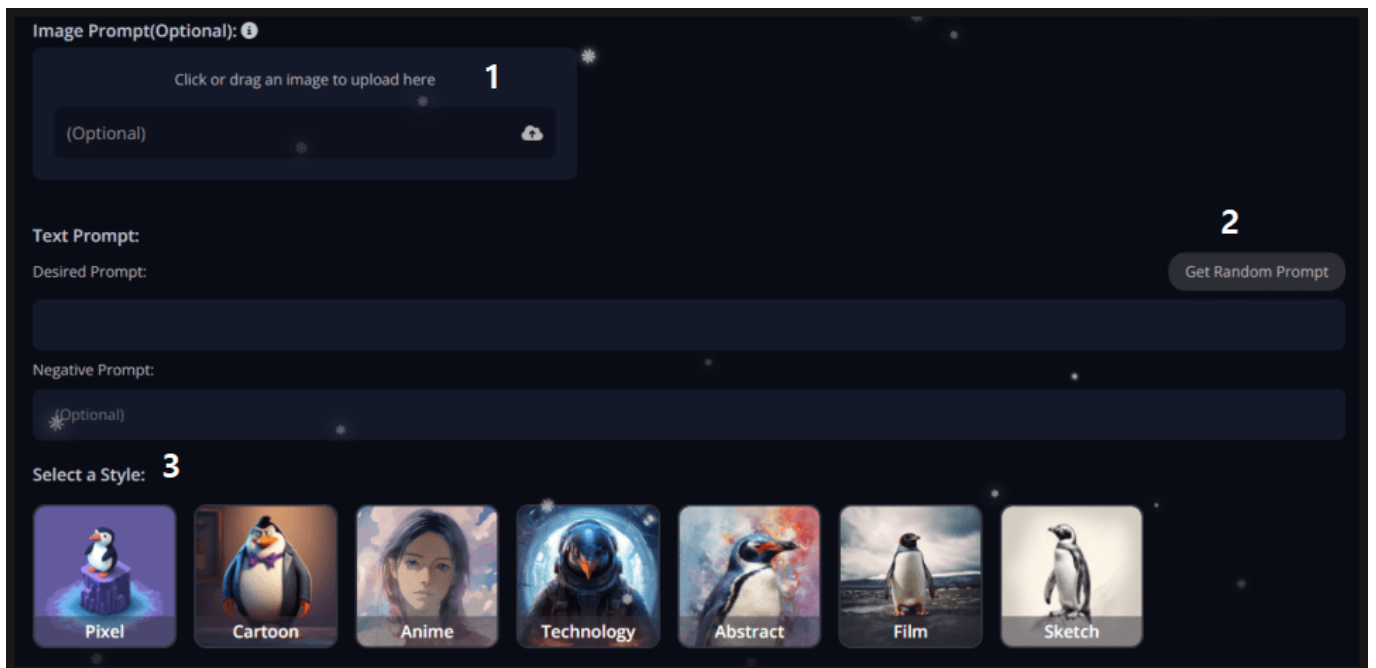 Image Prompt(Optional):
Click or drag an image to upload here 1
(Optional)
2
Text Prompt:
Desired Prompt: Get Random Prompt
Negative Prompt:
(Optional)
Select a Style: 3
Pixel Cartoon Anime Technology Abstract Film Sketch